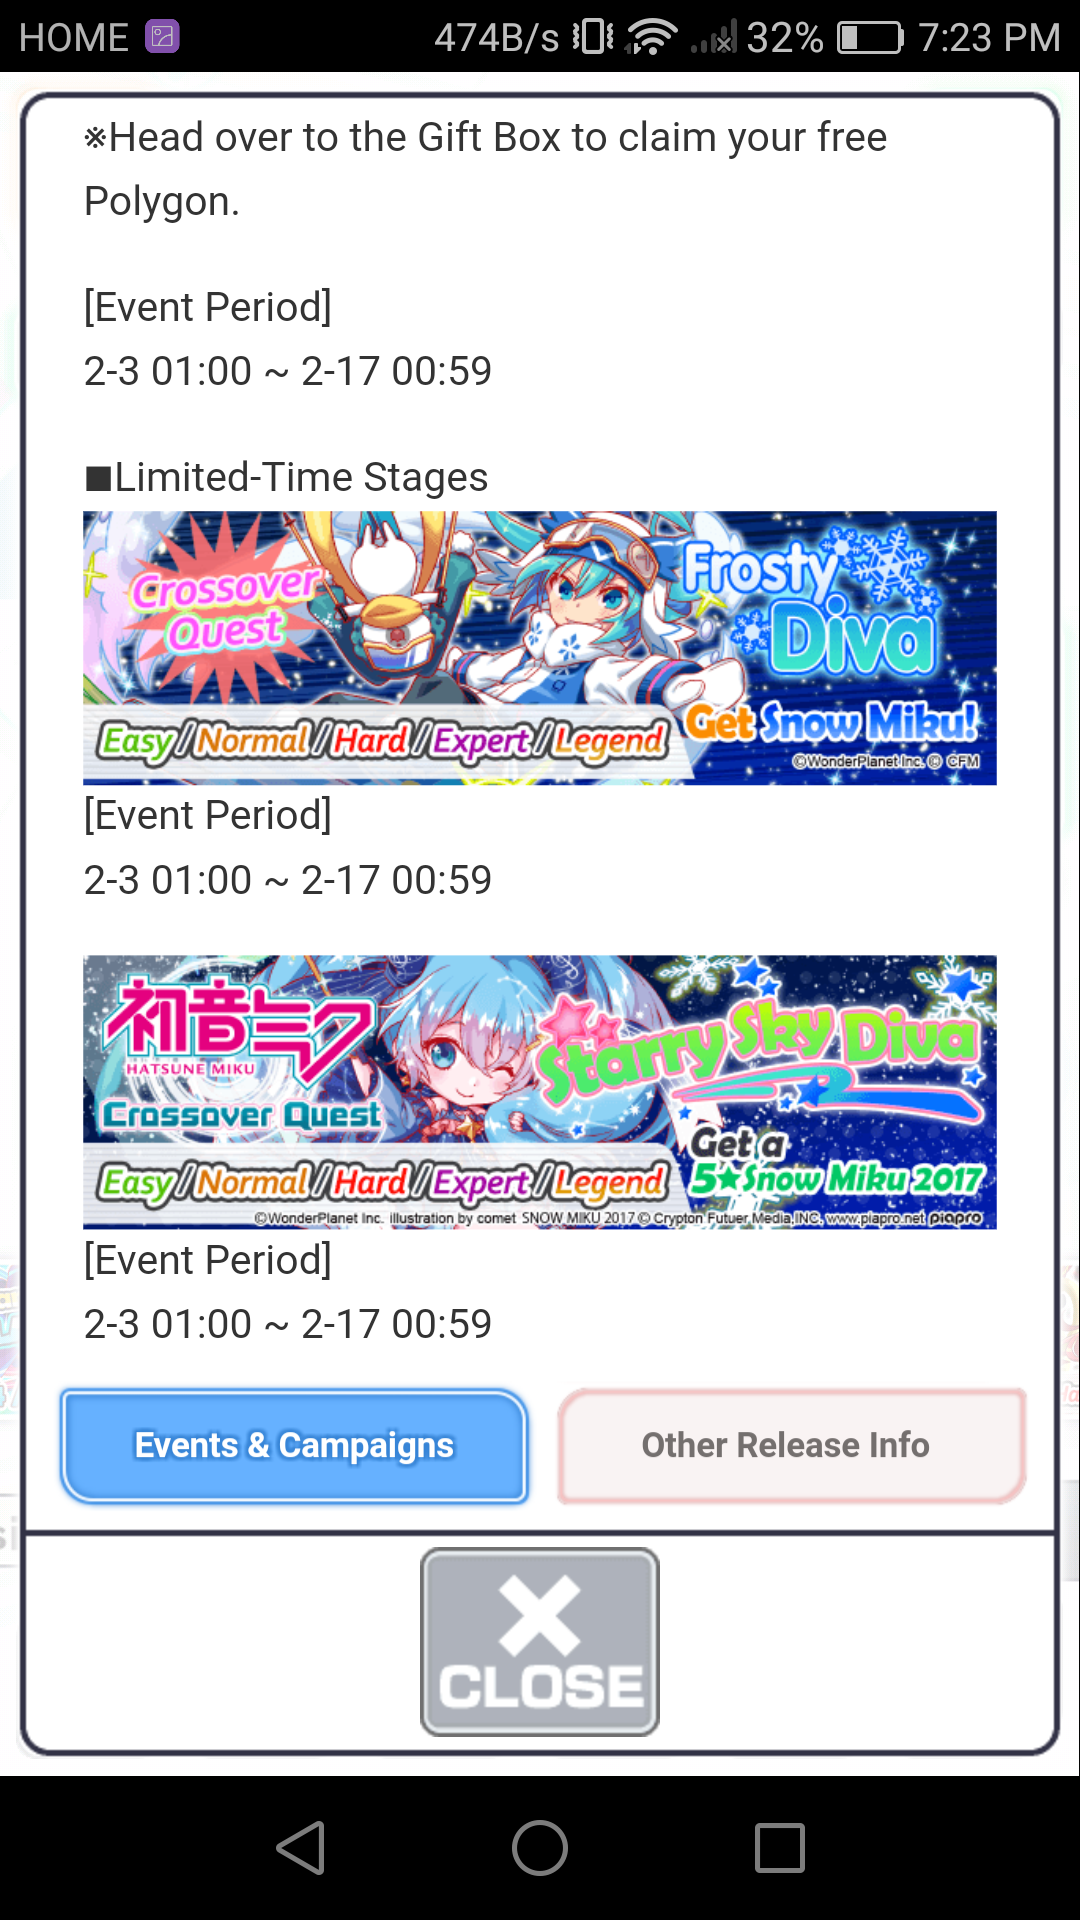 HOME 474B/s 32% 7:23 PM
※Head over to the Gift Box to claim your free
Polygon.
[Event Period]
2-3 01:00 ~ 2-17 00:59
■Limited-Time Stages
Crossover
Quest
Frosty
Diva
Get Snow Miku!
Easy/Normal/Hard/Expert/Legend
©WonderPlanet Inc. © CFM
[Event Period]
2-3 01:00 ~ 2-17 00:59
初音ミク
HATSUNE MIKU
Crossover Quest
Starry Sky Diva
Get a
5★Snow Miku 2017
Easy/Normal/Hard/Expert/Legend
©WonderPlanet Inc. illustration by comet SNOW MIKU 2017 © Crypton Futuer Media,INC. www.piapro.net piapro
[Event Period]
2-3 01:00 ~ 2-17 00:59
Events & Campaigns
Other Release Info
CLOSE